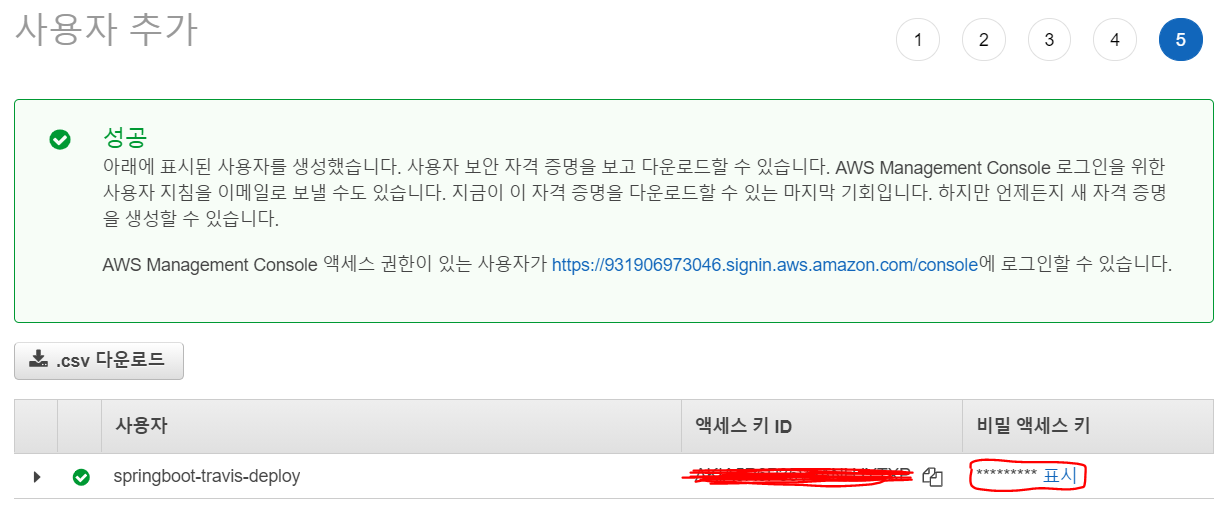 사용자 추가
1 2 3 4 5
성공
아래에 표시된 사용자를 생성했습니다. 사용자 보안 자격 증명을 보고 다운로드할 수 있습니다. AWS Management Console 로그인을 위한
사용자 지침을 이메일로 보낼 수도 있습니다. 지금이 이 자격 증명을 다운로드할 수 있는 마지막 기회입니다. 하지만 언제든지 새 자격 증명
을 생성할 수 있습니다.
AWS Management Console 액세스 권한이 있는 사용자가 https://931906973046.signin.aws.amazon.com/console에 로그인할 수 있습니다.
.csv 다운로드
사용자 액세스 키 ID 비밀 액세스 키
springboot-travis-deploy ********* 표시